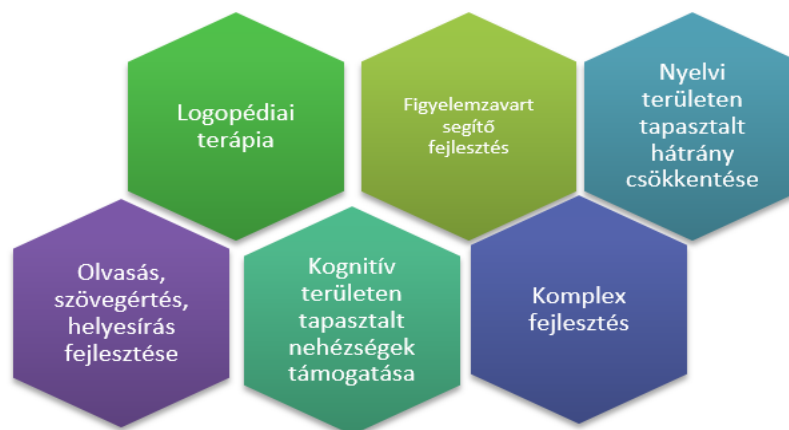 Logopédiai
terápia
Figyelemzavart
segítő
fejlesztés
Nyelvi
területen
tapasztalt
hátrány
csökkentése
Olvasás,
szövegértés,
helyesírás
fejlesztése
Kognitív
területen
tapasztalt
nehézségek
támogatása
Komplex
fejlesztés